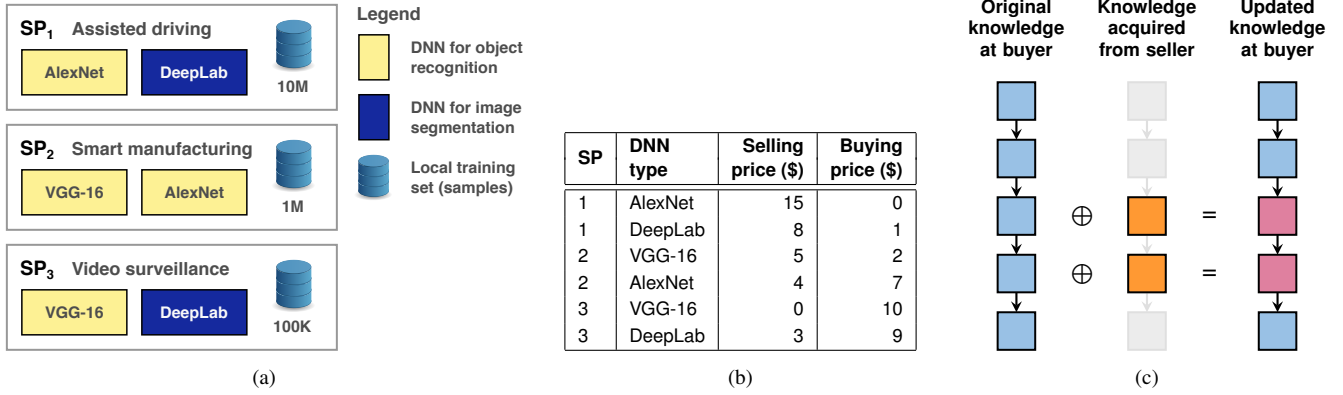 SP1 Assisted driving
AlexNet
DeepLab
10M
SP2 Smart manufacturing
VGG-16
AlexNet
1M
SP3 Video surveillance
VGG-16
DeepLab
100K
Legend
DNN for object
recognition
DNN for image
segmentation
Local training
set (samples)
(a)
SP DNN type Selling price ($) Buying price ($)
1 AlexNet 15 0
1 DeepLab 8 1
2 VGG-16 5 2
2 AlexNet 4 7
3 VGG-16 0 10
3 DeepLab 3 9
(b)
Original
knowledge
at buyer
Knowledge
acquired
from seller
Updated
knowledge
at buyer
⊕ =
⊕ =
(c)